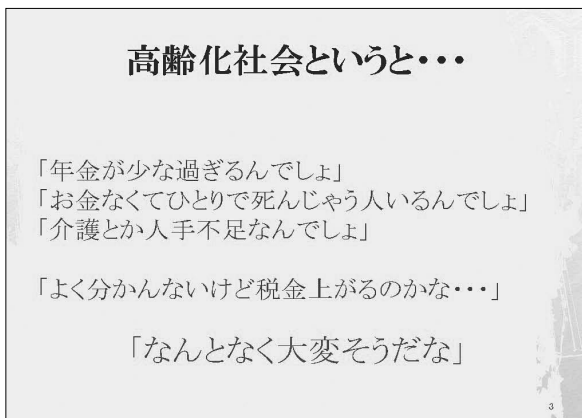 高齢化社会というと・・・
「年金が少な過ぎるんでしょ」
「お金なくてひとりで死んじゃう人いるんでしょ」
「介護とか人手不足なんでしょ」
「よく分かんないけど税金上がるのかな・・・」
「なんとなく大変そうだな」
3